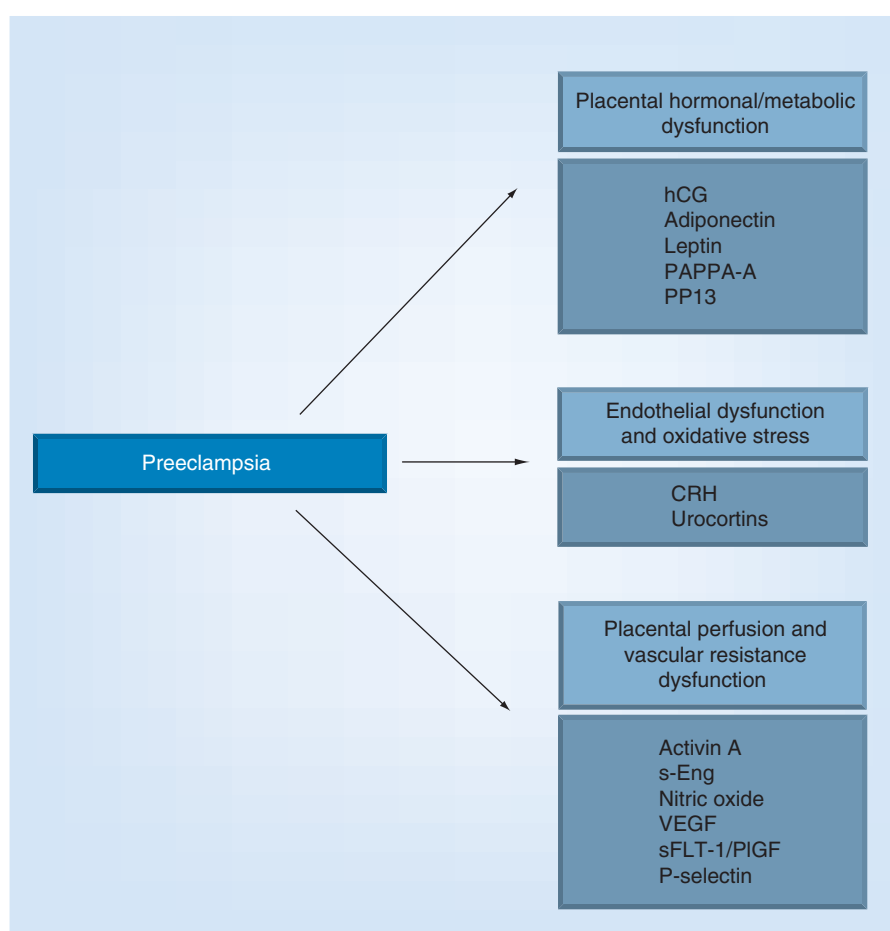 Placental hormonal/metabolic
dysfunction
hCG
Adiponectin
Leptin
PAPPA-A
PP13
Preeclampsia
Endothelial dysfunction
and oxidative stress
CRH
Urocortins
Placental perfusion and
vascular resistance
dysfunction
Activin A
s-Eng
Nitric oxide
VEGF
sFLT-1/PlGF
P-selectin